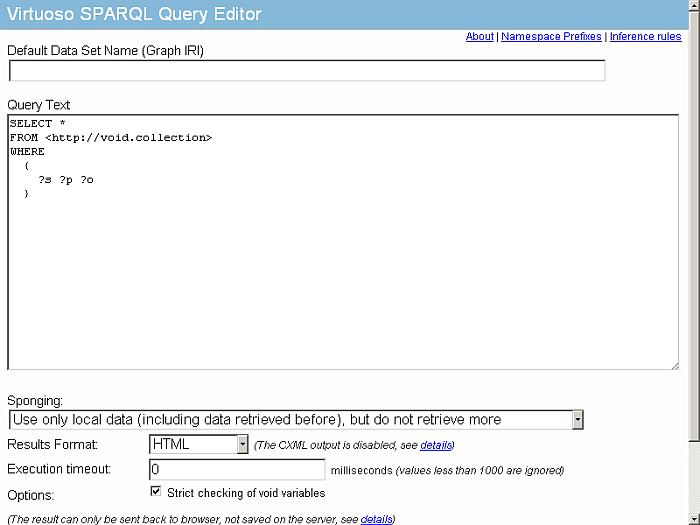 Virtuoso SPARQL Query Editor
About | Namespace Prefixes | Inference rules
Default Data Set Name (Graph IRI)
Query Text
SELECT *
FROM <http://void.collection>
WHERE
{
?s ?p ?o
}
Sponging:
Use only local data (including data retrieved before), but do not retrieve more
Results Format: HTML (The CXML output is disabled, see details)
Execution timeout: 0 milliseconds (values less than 1000 are ignored)
Options: Strict checking of void variables
(The result can only be sent back to browser, not saved on the server, see details)